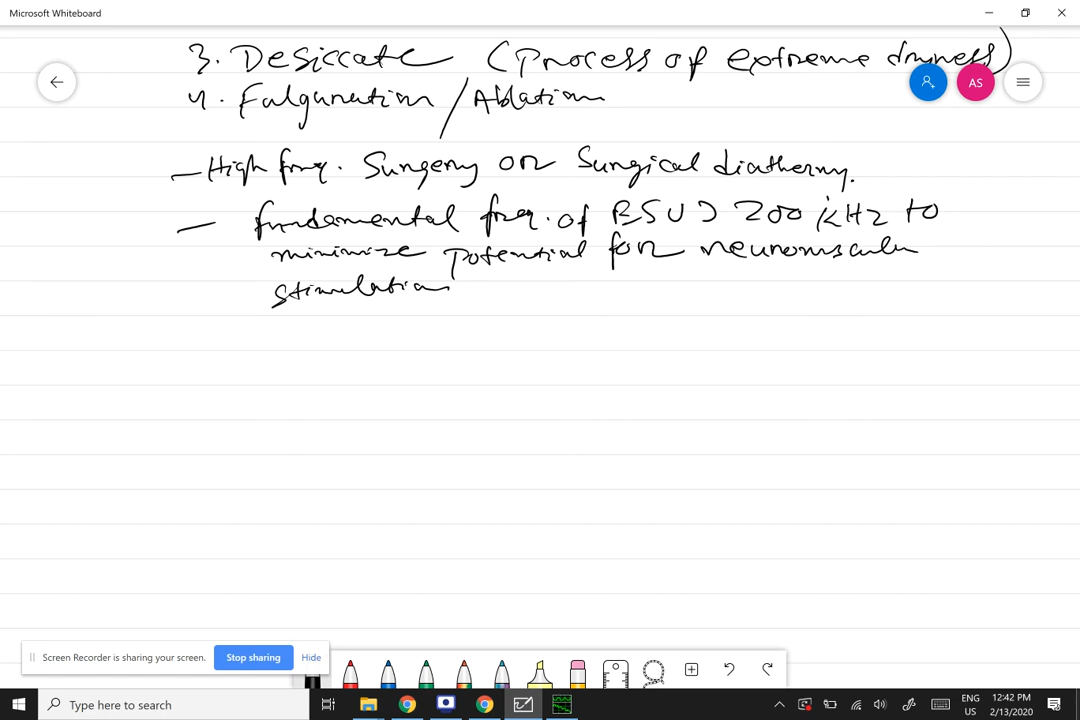 Microsoft Whiteboard
3. Desiccate (Process of extreme dryness)
AS
4. Falguration / Ablation
— High freq. Surgery or Surgical diathermy.
— fundamental freq. of ESU > 200 kHz to
minimize potential for neuromsculu
stimulation
Screen Recorder is sharing your screen. Stop sharing Hide
Type here to search
ENG
US
12:42 PM
2/13/2020